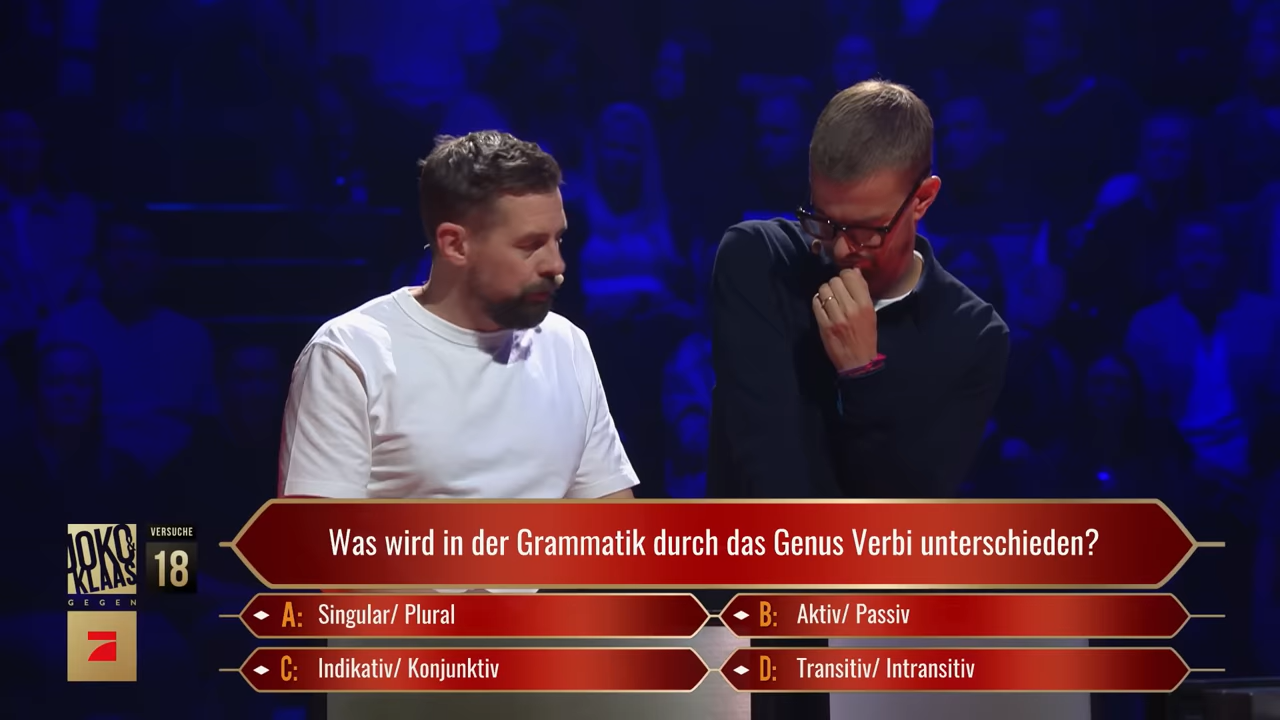 Was wird in der Grammatik durch das Genus Verbi unterschieden?
A: Singular/ Plural
B: Aktiv/ Passiv
C: Indikativ/ Konjunktiv
D: Transitiv/ Intransitiv
JOKO &
KLAAS
GEGEN
7
VERSUCHE
18